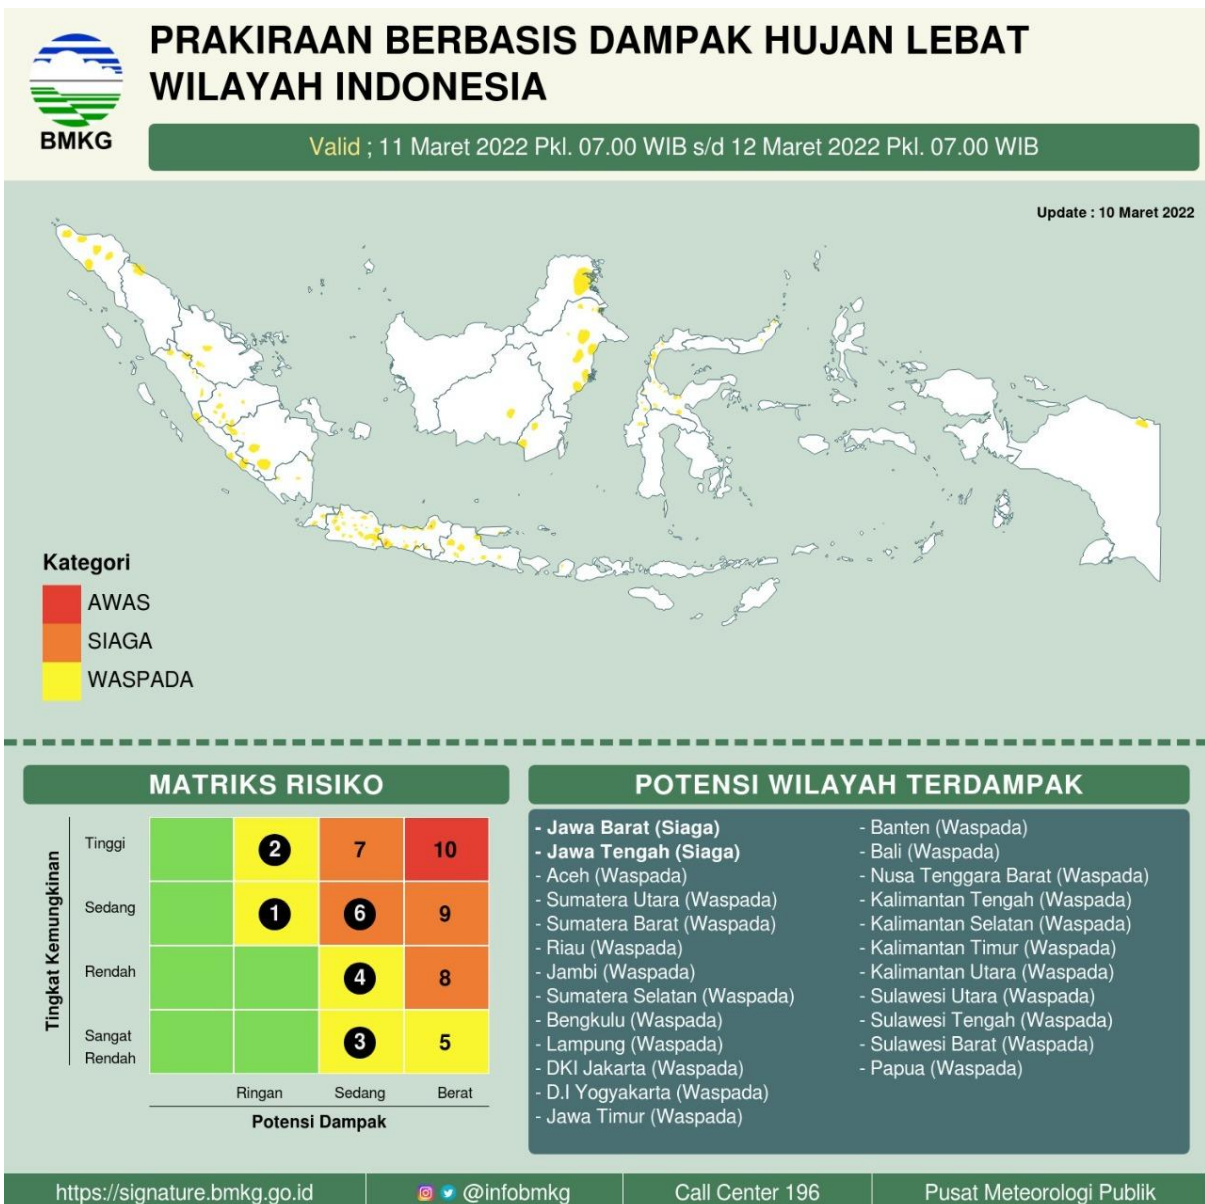 PRAKIRAAN BERBASIS DAMPAK HUJAN LEBAT
WILAYAH INDONESIA
BMKG
Valid ; 11 Maret 2022 Pkl. 07.00 WIB s/d 12 Maret 2022 Pkl. 07.00 WIB
Update : 10 Maret 2022
Kategori
AWAS
SIAGA
WASPADA
MATRIKS RISIKO
Tingkat Kemungkinan
Tinggi
2
7
10
Sedang
1
6
9
Rendah
4
8
Sangat
Rendah
3
5
Ringan
Sedang
Berat
Potensi Dampak
POTENSI WILAYAH TERDAMPAK
- Jawa Barat (Siaga)
- Jawa Tengah (Siaga)
- Aceh (Waspada)
- Sumatera Utara (Waspada)
- Sumatera Barat (Waspada)
- Riau (Waspada)
- Jambi (Waspada)
- Sumatera Selatan (Waspada)
- Bengkulu (Waspada)
- Lampung (Waspada)
- DKI Jakarta (Waspada)
- D.I Yogyakarta (Waspada)
- Jawa Timur (Waspada)
- Banten (Waspada)
- Bali (Waspada)
- Nusa Tenggara Barat (Waspada)
- Kalimantan Tengah (Waspada)
- Kalimantan Selatan (Waspada)
- Kalimantan Timur (Waspada)
- Kalimantan Utara (Waspada)
- Sulawesi Utara (Waspada)
- Sulawesi Tengah (Waspada)
- Sulawesi Barat (Waspada)
- Papua (Waspada)
https://signature.bmkg.go.id
@infobmkg
Call Center 196
Pusat Meteorologi Publik